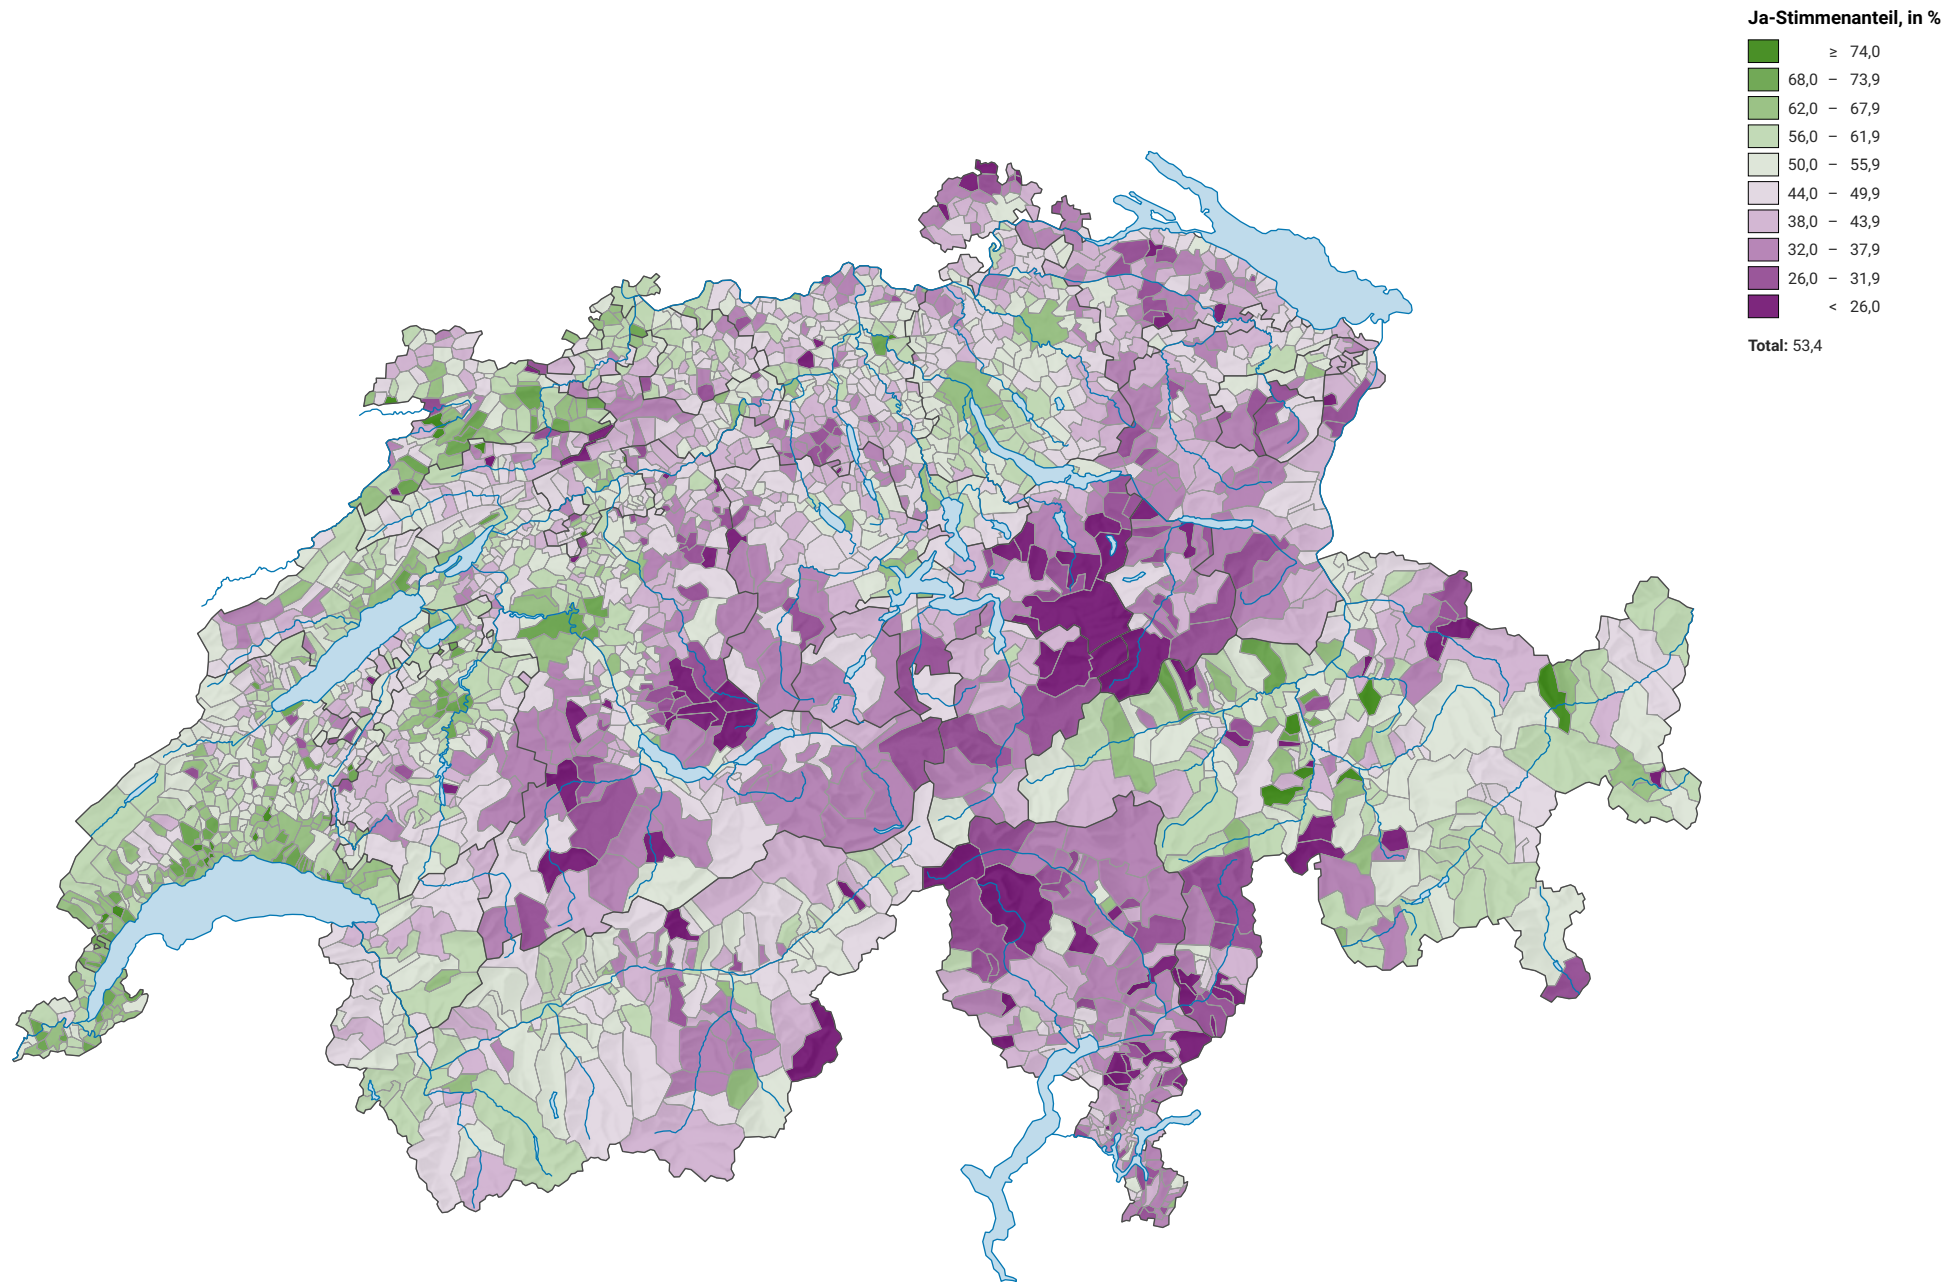 Ja-Stimmenanteil, in %
≥ 74,0
68,0 – 73,9
62,0 – 67,9
56,0 – 61,9
50,0 – 55,9
44,0 – 49,9
38,0 – 43,9
32,0 – 37,9
26,0 – 31,9
< 26,0
Total: 53,4